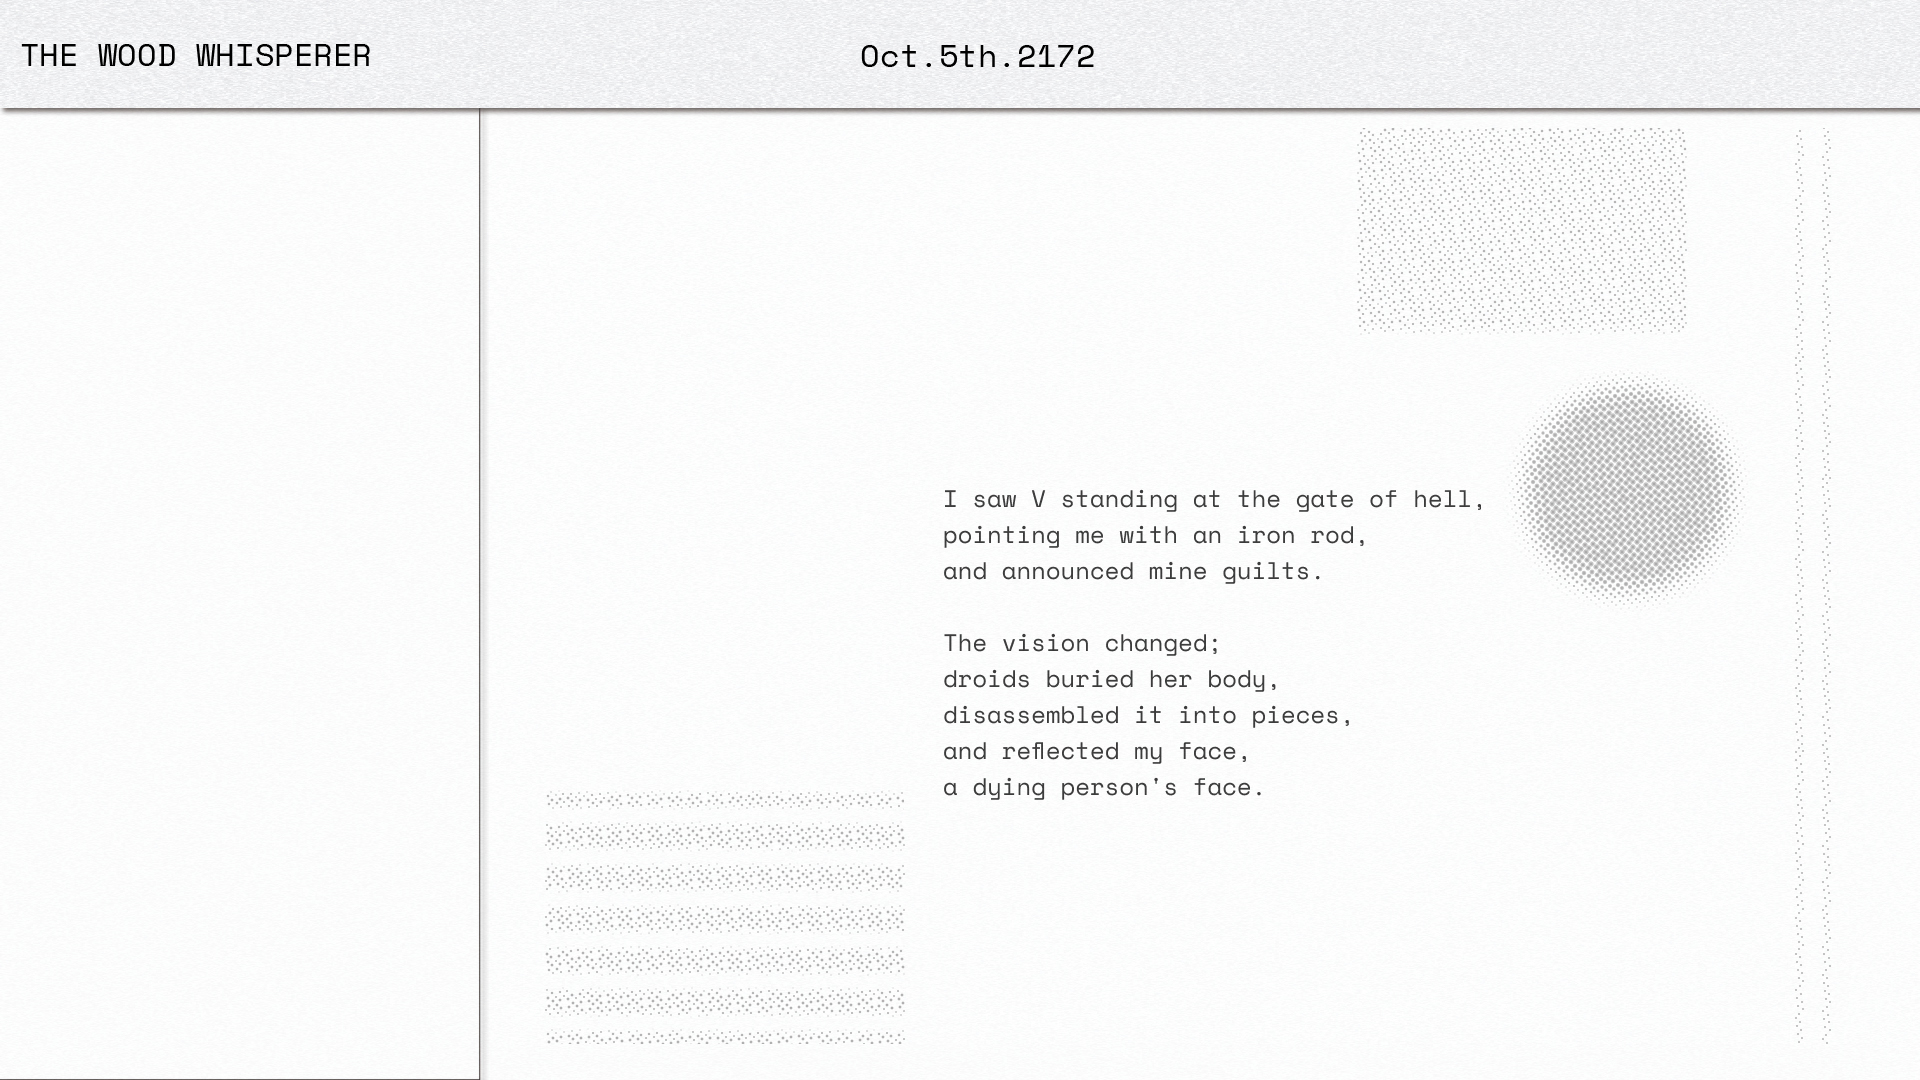 THE WOOD WHISPERER
Oct.5th.2172
I saw V standing at the gate of hell,
pointing me with an iron rod,
and announced mine guilts.
The vision changed;
droids buried her body,
disassembled it into pieces,
and reflected my face,
a dying person's face.